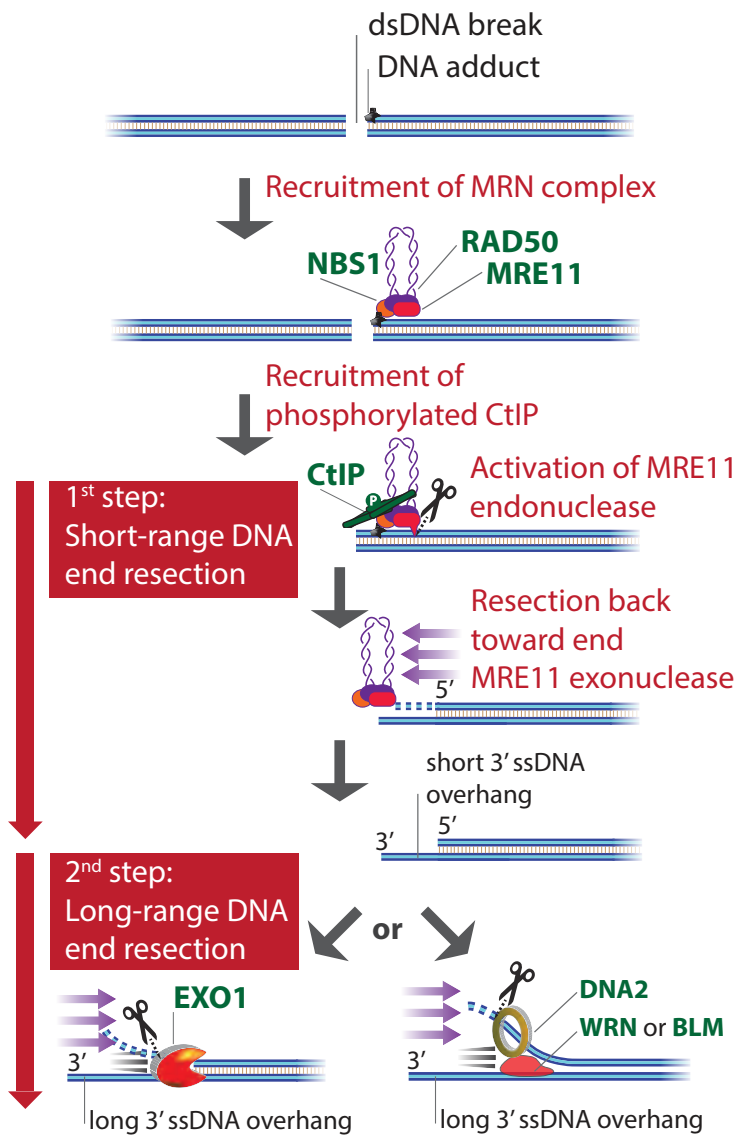 dsDNA break
DNA adduct
Recruitment of MRN complex
NBS1
RAD50
MRE11
Recruitment of
phosphorylated CtIP
1st step:
Short-range DNA
end resection
CtIP
P
Activation of MRE11
endonuclease
Resection back
toward end
MRE11 exonuclease
5’
short 3’ ssDNA
overhang
3’
5’
2nd step:
Long-range DNA
end resection
or
EXO1
3’
long 3’ ssDNA overhang
DNA2
WRN or BLM
3’
long 3’ ssDNA overhang